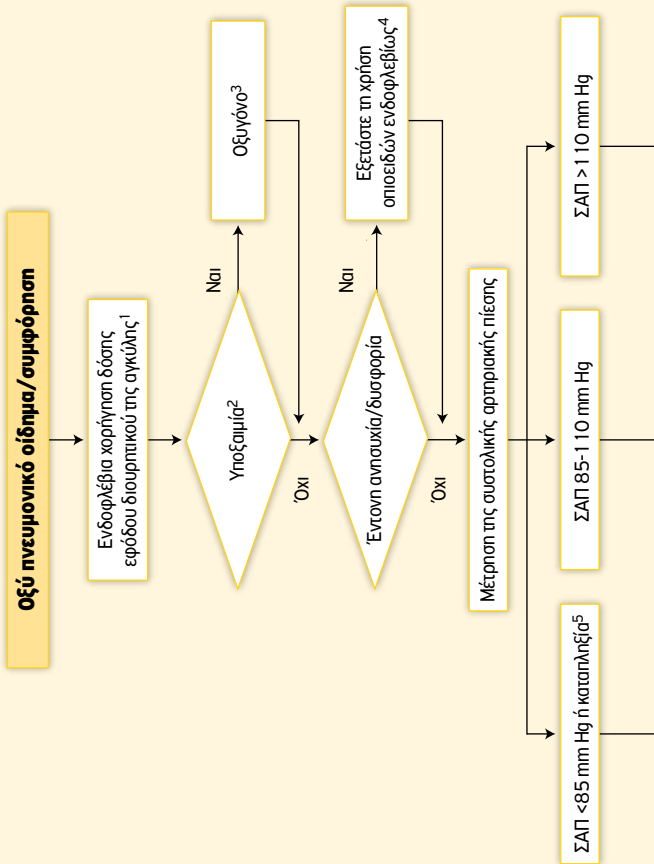 Οξύ πνευμονικό οίδημα/συμφόρηση
Ενδοφλέβια χορήγηση δόσης
εφόδου διουρητικού της αγκύλης¹
Υποξαιμία²
Ναι
Οξυγόνο³
Όχι
Έντονη ανησυχία/δυσφορία
Ναι
Εξετάστε τη χρήση
οπιοειδών ενδοφλεβίως⁴
Όχι
Μέτρηση της συστολικής αρτηριακής πίεσης
ΣΑΠ <85 mm Hg ή καταπληξία⁵
ΣΑΠ 85-110 mm Hg
ΣΑΠ >110 mm Hg